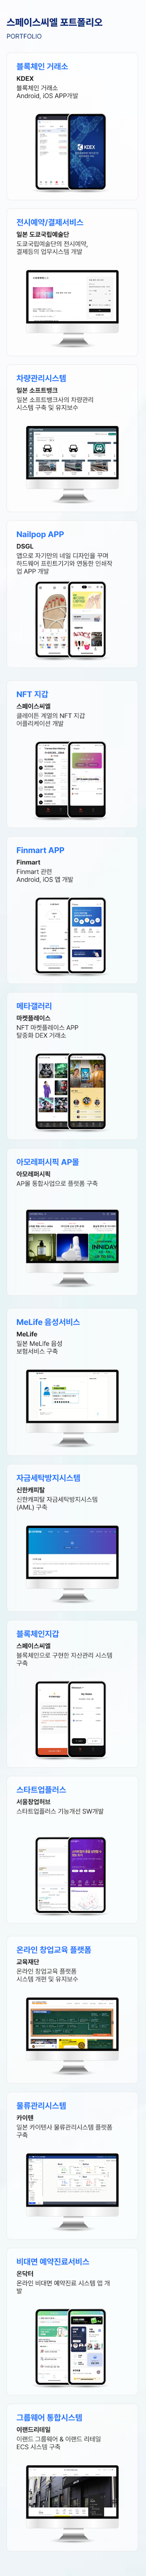 스페이스씨엘 포트폴리오
PORTFOLIO
블록체인 거래소
KDEX
블록체인 거래소
Android, iOS APP개발
KDEX
전시예약/결제서비스
일본 도쿄국립예술단
도쿄국립예술단의 전시예약,
결제등의 업무시스템 개발
차량관리시스템
일본 소프트뱅크
일본 소프트뱅크사의 차량관리
시스템 구축 및 유지보수
Nailpop APP
DSGL
앱으로 자기만의 네일 디자인을 꾸며
하드웨어 프린트기기와 연동한 인쇄작
업 APP 개발
NFT 지갑
스페이스씨엘
클레이튼 계열의 NFT 지갑
어플리케이션 개발
Finmart APP
Finmart
Finmart 관련
Android, iOS 앱 개발
메타갤러리
마켓플레이스
NFT 마켓플레이스 APP
탈중화 DEX 거래소
아모레퍼시픽 AP몰
아모레퍼시픽
AP몰 통합사업으로 플랫폼 구축
MeLife 음성서비스
MeLife
일본 MeLife 음성
보험서비스 구축
자금세탁방지시스템
신한캐피탈
신한캐피탈 자금세탁방지시스템
(AML) 구축
블록체인지갑
스페이스씨엘
블록체인으로 구현한 자산관리 시스템
구축
스타트업플러스
서울창업허브
스타트업플러스 기능개선 SW개발
온라인 창업교육 플랫폼
교육재단
온라인 창업교육 플랫폼
시스템 개편 및 유지보수
물류관리시스템
카이탠
일본 카이탠사 물류관리시스템 플랫폼
구축
비대면 예약진료서비스
온닥터
온라인 비대면 예약진료 시스템 앱 개
발
그룹웨어 통합시스템
이랜드리테일
이랜드 그룹웨어 & 이랜드 리테일
ECS 시스템 구축